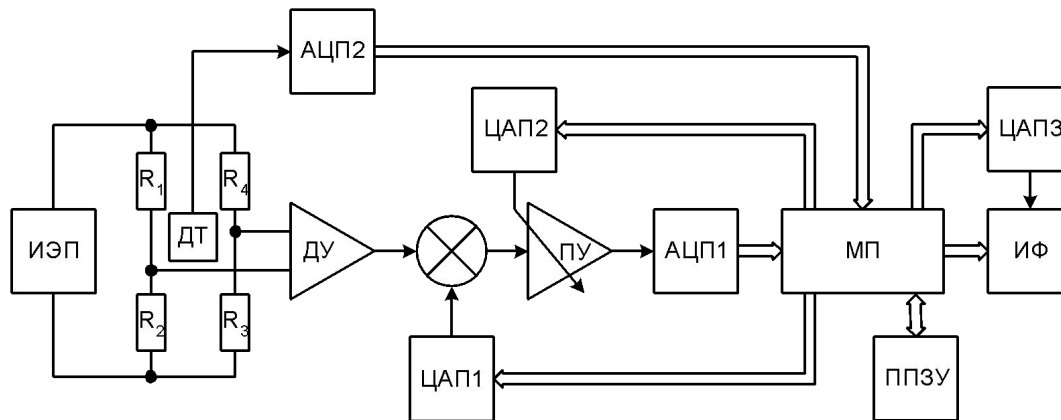 АЦП2
ЦАП2
ЦАП3
R1
R4
ИЭП
ДТ
ДУ
ПУ
АЦП1
МП
ИФ
R2
R3
ЦАП1
ППЗУ